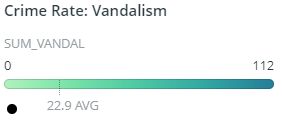 Crime Rate: Vandalism
SUM_VANDAL
0 112
22.9 AVG